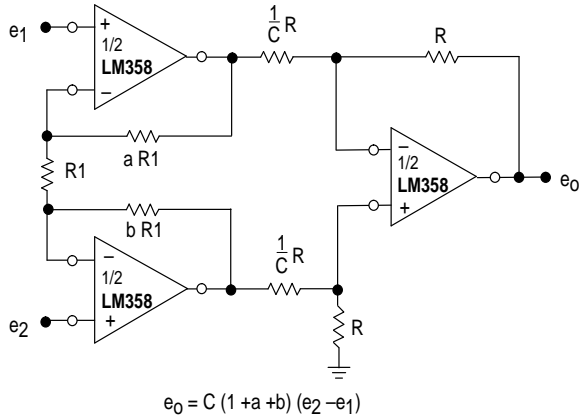 e1
+
1/2
LM358
−
1/C R
R
a R1
R1
−
1/2
LM358
+
eo
b R1
−
1/2
LM358
+
e2
1/C R
R
eo = C (1 +a +b) (e2 −e1)